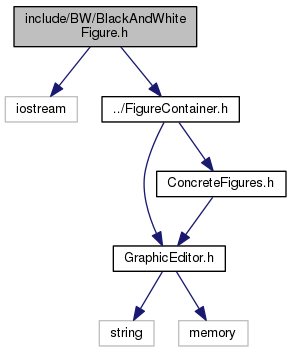 include/BW/BlackAndWhite
Figure.h
iostream
../FigureContainer.h
ConcreteFigures.h
GraphicEditor.h
string
memory